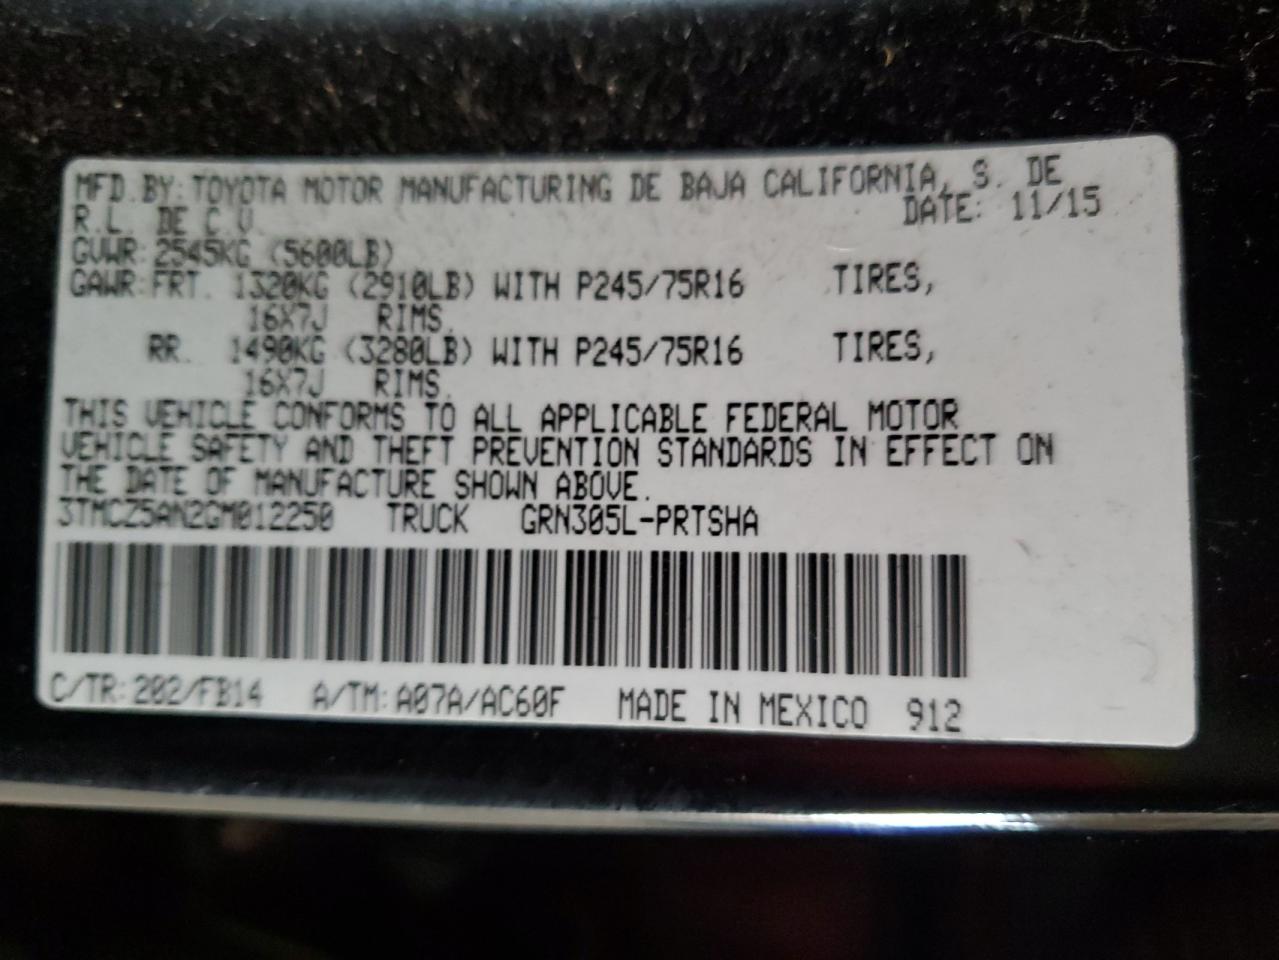 MFD.BY: TOYOTA MOTOR MANUFACTURING DE BAJA CALIFORNIA, S. DE
R.L. DE C.V. DATE: 11/15
GVWR: 2545KG (5600LB)
GAWR: FRT. 1320KG (2910LB) WITH P245/75R16 TIRES,
16X7J RIMS.
RR. 1490KG (3280LB) WITH P245/75R16 TIRES,
16X7J RIMS.
THIS VEHICLE CONFORMS TO ALL APPLICABLE FEDERAL MOTOR
VEHICLE SAFETY AND THEFT PREVENTION STANDARDS IN EFFECT ON
THE DATE OF MANUFACTURE SHOWN ABOVE.
3TMCZ5AN2GM012250 TRUCK GRN305L-PRTSHA
C/TR: 202/FB14 A/TM: A07A/AC60F MADE IN MEXICO 912